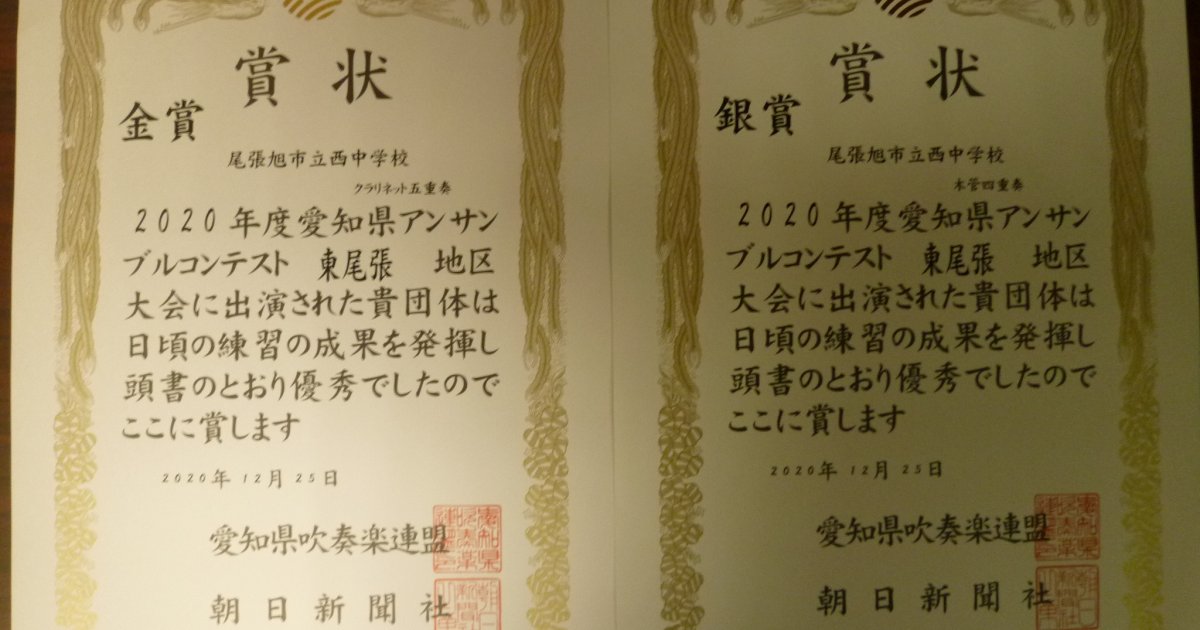 賞状
金賞
尾張旭市立西中学校
クラリネット五重奏
2020年度愛知県アンサン
ブルコンテスト 東尾張 地区
大会に出演された貴団体は
日頃の練習の成果を発揮し
頭書のとおり優秀でしたので
ここに賞します
2020年 12月 25日
愛知県吹奏楽連盟
朝日新聞社
賞状
銀賞
尾張旭市立西中学校
木管四重奏
2020年度愛知県アンサン
ブルコンテスト 東尾張 地区
大会に出演された貴団体は
日頃の練習の成果を発揮し
頭書のとおり優秀でしたので
ここに賞します
2020年 12月 25日
愛知県吹奏楽連盟
朝日新聞社